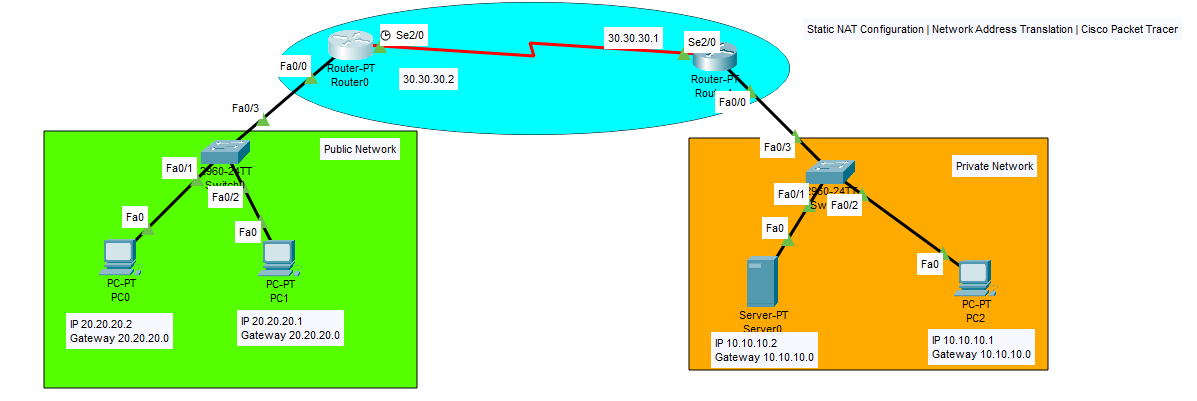 Static NAT Configuration | Network Address Translation | Cisco Packet Tracer
Se2/0
30.30.30.1
Se2/0
Router-PT
Router0
30.30.30.2
Fa0/0
Router-PT
Fa0/0
Fa0/3
Public Network
2960-24TT
Switch0
Fa0/1
Fa0/2
Fa0
Fa0
PC-PT
PC0
PC-PT
PC1
IP 20.20.20.2
Gateway 20.20.20.0
IP 20.20.20.1
Gateway 20.20.20.0
Fa0/3
Private Network
2960-24TT
Fa0/1
Fa0/2
Fa0
Fa0
Server-PT
Server0
PC-PT
PC2
IP 10.10.10.2
Gateway 10.10.10.0
IP 10.10.10.1
Gateway 10.10.10.0